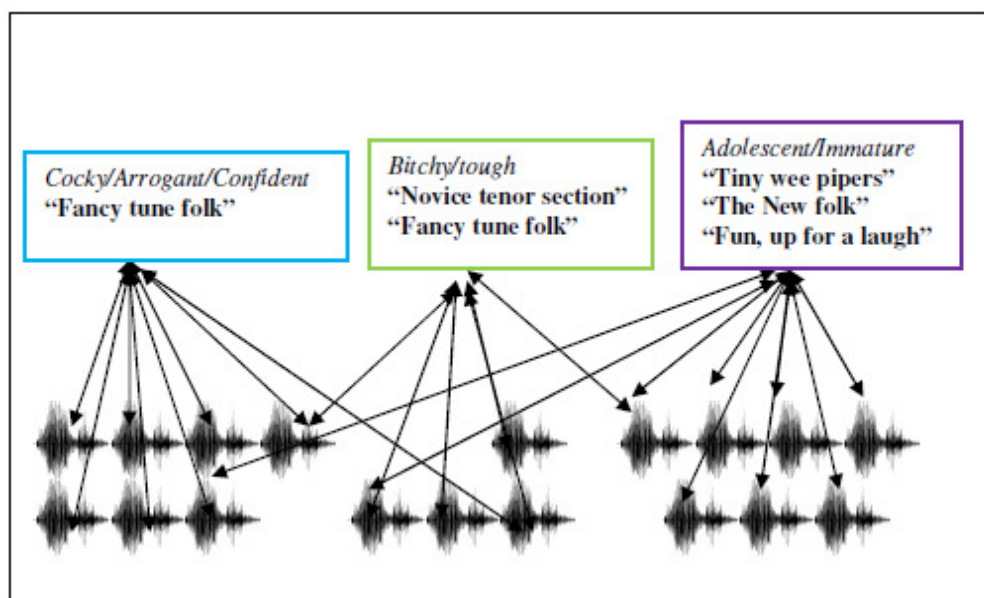 Cocky/Arrogant/Confident
“Fancy tune folk”
Bitchy/tough
“Novice tenor section”
“Fancy tune folk”
Adolescent/Immature
“Tiny wee pipers”
“The New folk”
“Fun, up for a laugh”